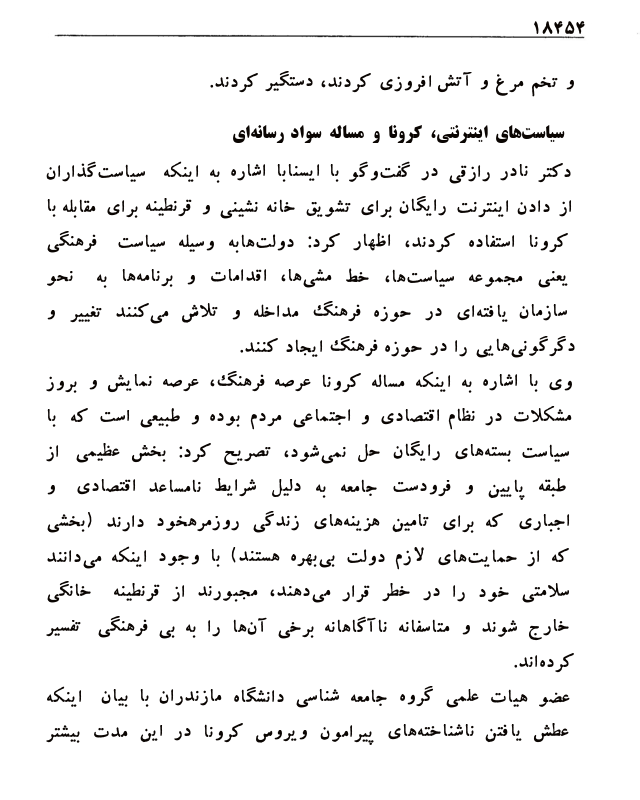 ۱۸۴۵۴
و تخم مرغ و آتش افروزی کردند، دستگیر کردند.
سیاست‌های اینترنتی، کرونا و مساله سواد رسانه‌ای
دکتر نادر رازقی در گفت‌وگو با ایسنابا اشاره به اینکه سیاست‌گذاران
از دادن اینترنت رایگان برای تشویق خانه نشینی و قرنطینه برای مقابله با
کرونا استفاده کردند، اظهار کرد: دولت‌هابه وسیله سیاست فرهنگی
یعنی مجموعه سیاست‌ها، خط مشی‌ها، اقدامات و برنامه‌ها به نحو
سازمان یافته‌ای در حوزه فرهنگ مداخله و تلاش می‌کنند تغییر و
دگرگونی‌هایی را در حوزه فرهنگ ایجاد کنند.
وی با اشاره به اینکه مساله کرونا عرصه فرهنگ، عرصه نمایش و بروز
مشکلات در نظام اقتصادی و اجتماعی مردم بوده و طبیعی است که با
سیاست بسته‌های رایگان حل نمی‌شود، تصریح کرد: بخش عظیمی از
طبقه پایین و فرودست جامعه به دلیل شرایط نامساعد اقتصادی و
اجباری که برای تامین هزینه‌های زندگی روزمرهخود دارند (بخشی
که از حمایت‌های لازم دولت بی‌بهره هستند) با وجود اینکه می‌دانند
سلامتی خود را در خطر قرار می‌دهند، مجبورند از قرنطینه خانگی
خارج شوند و متاسفانه ناآگاهانه برخی آن‌ها را به بی فرهنگی تفسیر
کرده‌اند.
عضو هیات علمی گروه جامعه شناسی دانشگاه مازندران با بیان اینکه
عطش یافتن ناشناخته‌های پیرامون ویروس کرونا در این مدت بیشتر